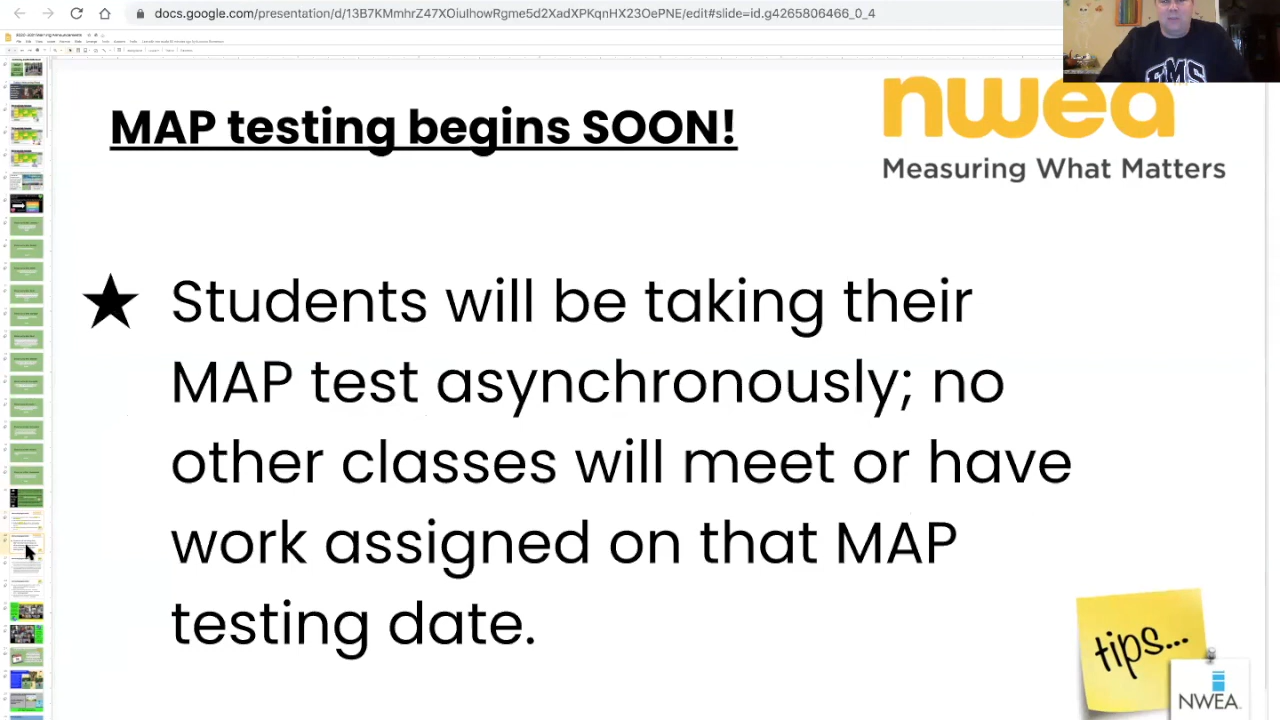 docs.google.com/presentation/d/13B7KMmhrZ47XOiuIhowRgme5d2XadXPKqnHX23OePNE/edit#slide=id.g4265806466_0_4
EMS
nwea
MAP testing begins SOON!
Measuring What Matters
★ Students will be taking their
MAP test asynchronously; no
other classes will meet or have
work assigned on that MAP
testing date.
tips...
NWEA